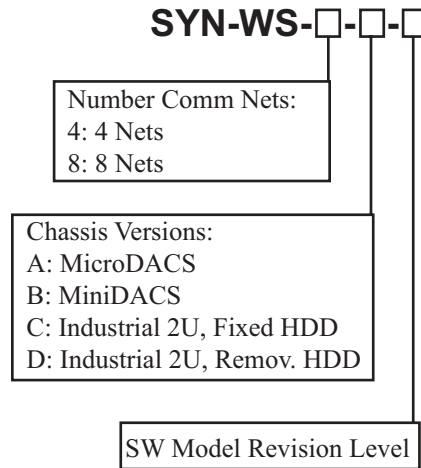 SYN-WS-□-□-□
Number Comm Nets:
4: 4 Nets
8: 8 Nets
Chassis Versions:
A: MicroDACS
B: MiniDACS
C: Industrial 2U, Fixed HDD
D: Industrial 2U, Remov. HDD
SW Model Revision Level